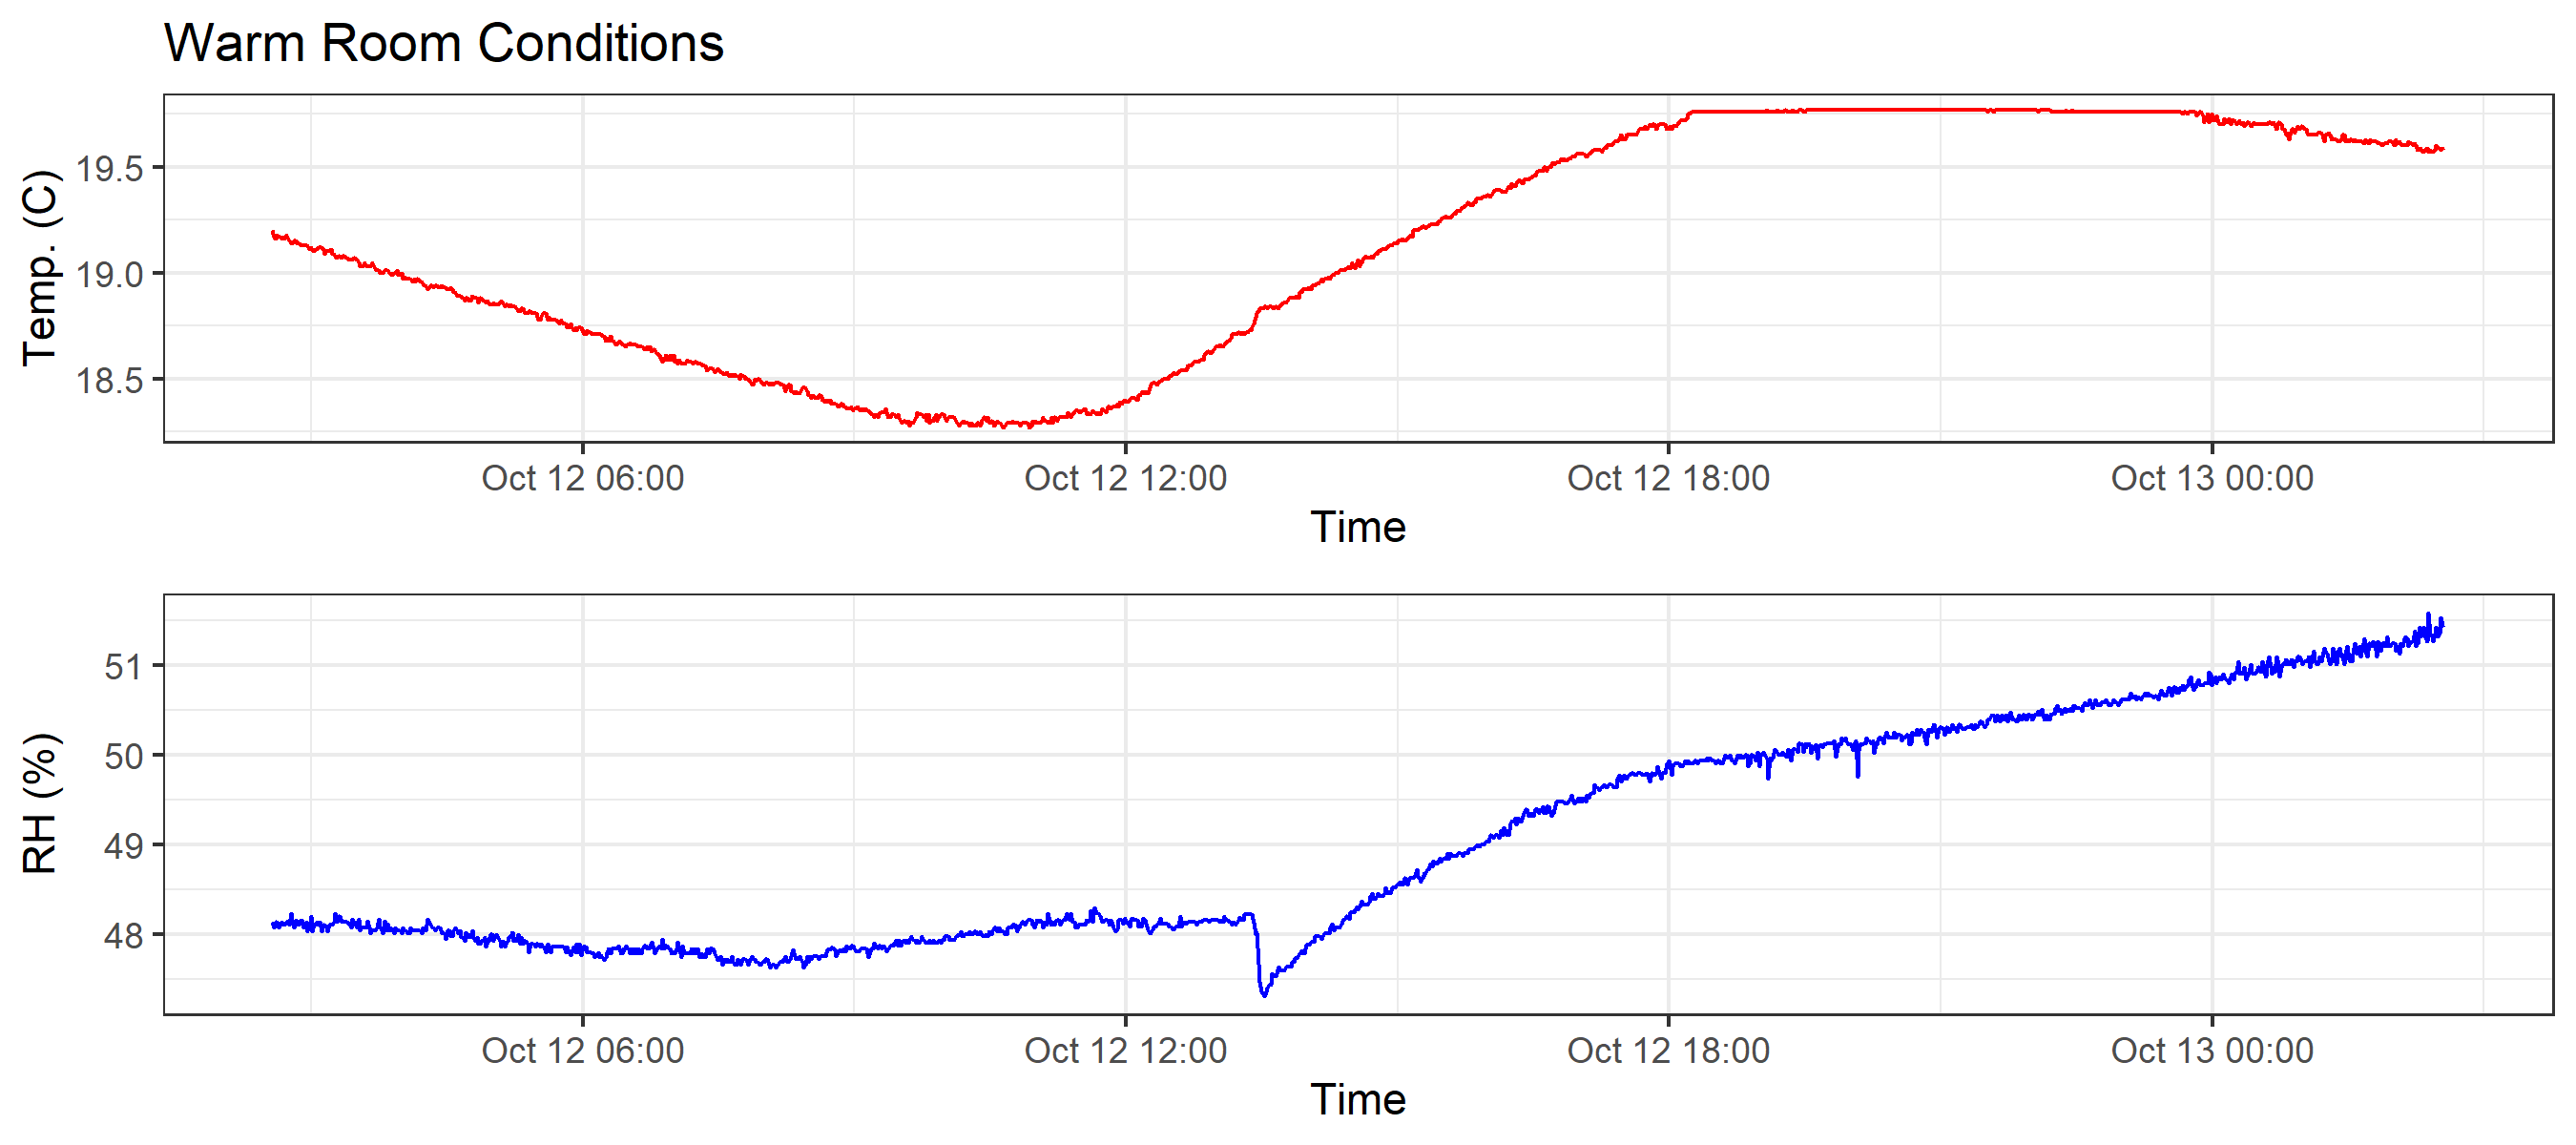 Warm Room Conditions
Temp. (C)
19.5
19.0
18.5
Oct 12 06:00 Oct 12 12:00 Oct 12 18:00 Oct 13 00:00
Time
RH (%)
51
50
49
48
Oct 12 06:00 Oct 12 12:00 Oct 12 18:00 Oct 13 00:00
Time